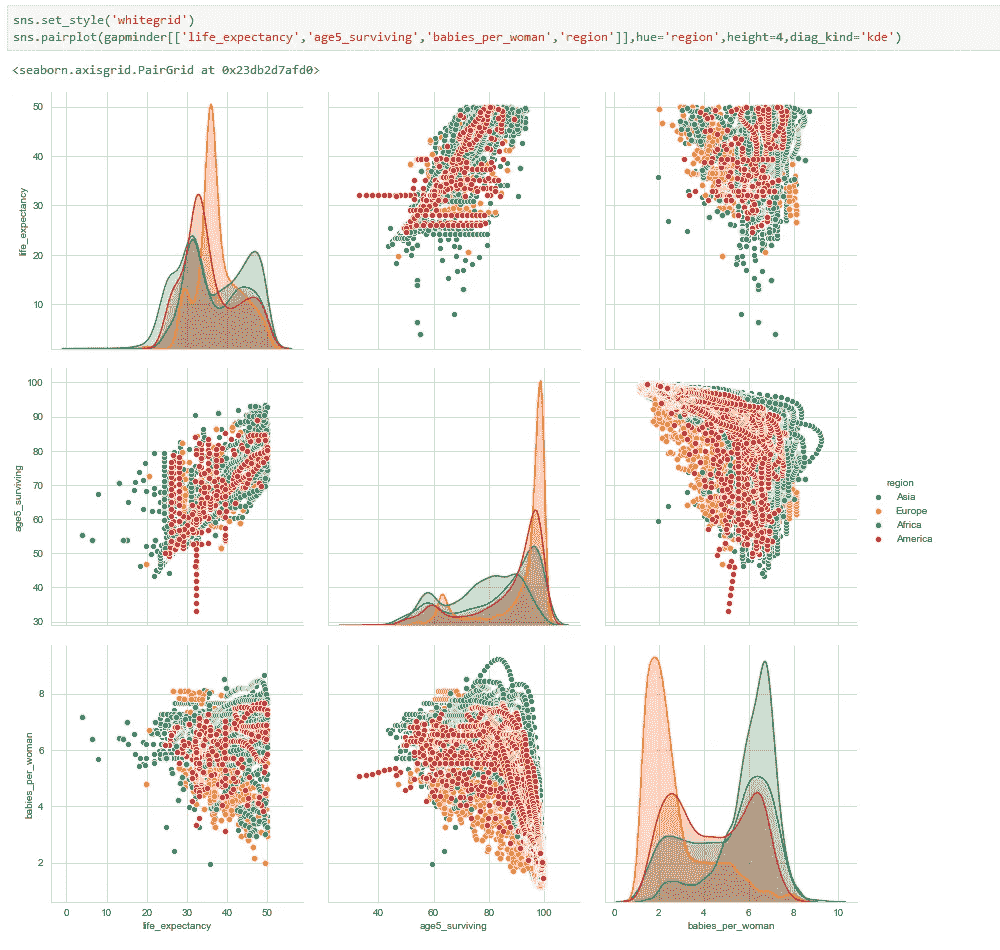 sns.set_style('whitegrid')
sns.pairplot(gapminder[['life_expectancy','age5_surviving','babies_per_woman','region']],hue='region',height=4,diag_kind='kde')
<seaborn.axisgrid.PairGrid at 0x23db2d7afd0>
50
40
30
20
10
life_expectancy
100
90
80
70
60
50
40
30
age5_surviving
region
Asia
Europe
Africa
America
8
6
4
2
babies_per_woman
0 10 20 30 40 50
40 60 80 100
0 2 4 6 8 10
life_expectancy
age5_surviving
babies_per_woman